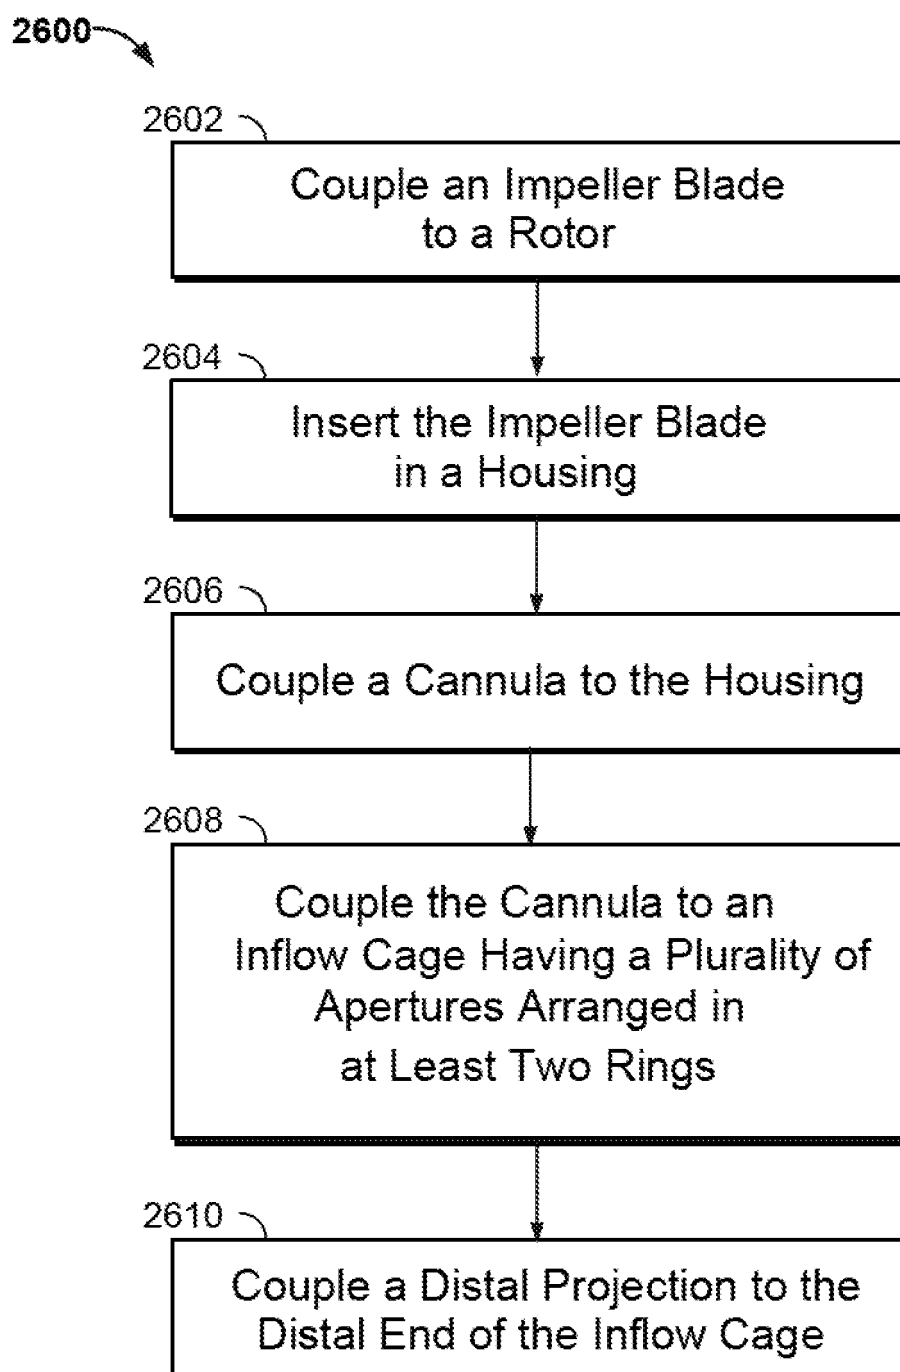 2600
2602
Couple an Impeller Blade
to a Rotor
2604
Insert the Impeller Blade
in a Housing
2606
Couple a Cannula to the Housing
2608
Couple the Cannula to an
Inflow Cage Having a Plurality of
Apertures Arranged in
at Least Two Rings
2610
Couple a Distal Projection to the
Distal End of the Inflow Cage